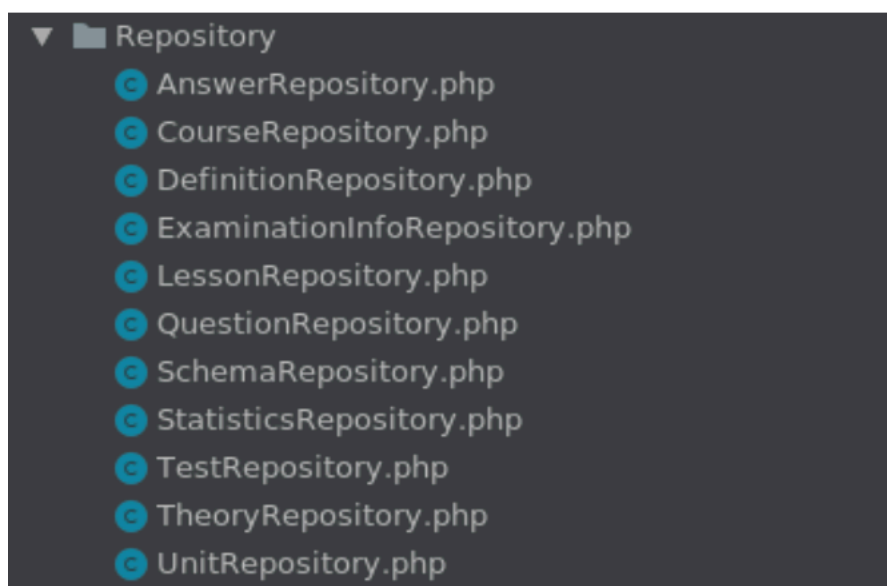 Repository
AnswerRepository.php
CourseRepository.php
DefinitionRepository.php
ExaminationInfoRepository.php
LessonRepository.php
QuestionRepository.php
SchemaRepository.php
StatisticsRepository.php
TestRepository.php
TheoryRepository.php
UnitRepository.php